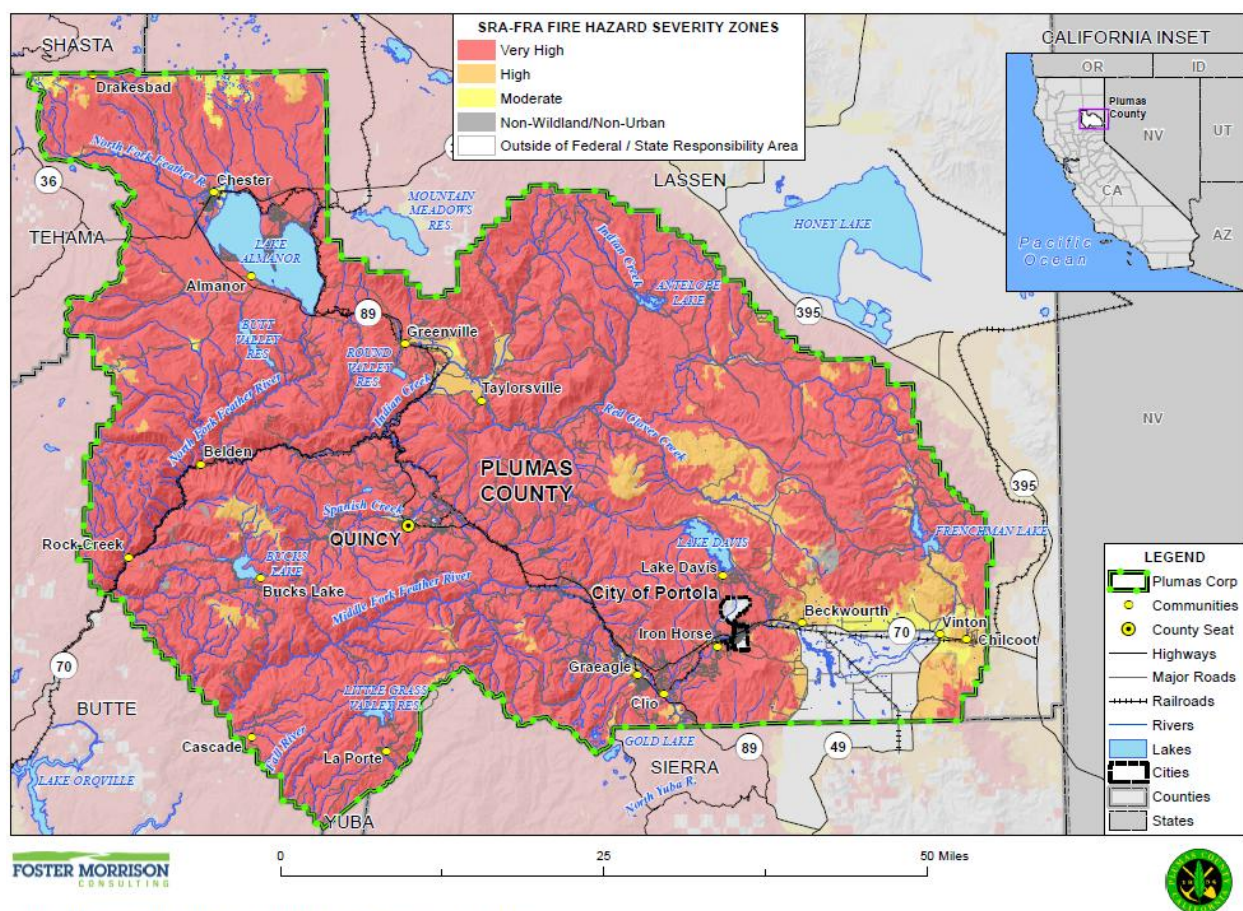 SRA-FRA FIRE HAZARD SEVERITY ZONES
Very High
High
Moderate
Non-Wildland/Non-Urban
Outside of Federal / State Responsibility Area
CALIFORNIA INSET
OR
ID
Plumas
County
NV
UT
CA
AZ
Pacific
Ocean
SHASTA
Drakesbad
North Fork Feather R.
36
Chester
TEHAMA
LAKE
ALMANOR
Almanor
MOUNTAIN
MEADOWS
RES.
LASSEN
HONEY LAKE
Indian Creek
ANTELOPE
LAKE
395
89
Greenville
BUTT
VALLEY
RES.
ROUND
VALLEY
RES.
Indian Creek
Taylorsville
NV
North Fork Feather River
Red Clover Creek
Belden
PLUMAS
COUNTY
395
Spanish Creek
QUINCY
Rock Creek
BUCKS
LAKE
Bucks Lake
LAKE DAVIS
FRENCHMAN LAKE
Lake Davis
Middle Fork Feather River
City of Portola
Beckwourth
Iron Horse
70
Vinton
Chilcoot
70
Graeagle
Clio
LITTLE GRASS
VALLEY RES.
BUTTE
Cascade
Fall River
La Porte
GOLD LAKE
89
49
SIERRA
LAKE OROVILLE
North Yuba R.
YUBA
LEGEND
Plumas Corp
Communities
County Seat
Highways
Major Roads
Railroads
Rivers
Lakes
Cities
Counties
States
FOSTER MORRISON
CONSULTING
0
25
50 Miles
PLUMAS COUNTY
CALIFORNIA